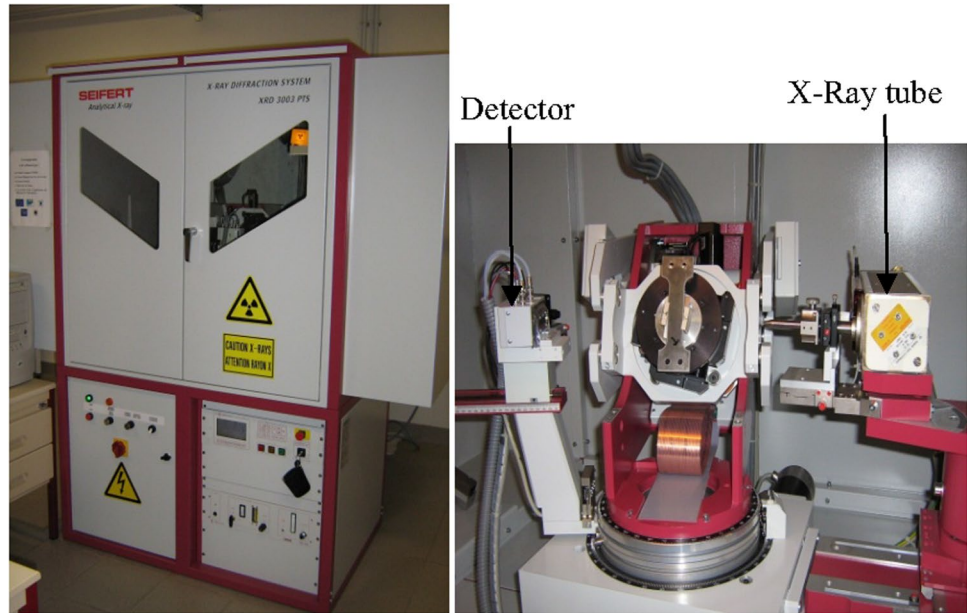 SEIFERT
Analytical X-ray
X-RAY DIFFRACTION SYSTEM
XRD 3003 PTS
CAUTION X-RAYS
ATTENTION RAYON X
Detector
X-Ray tube